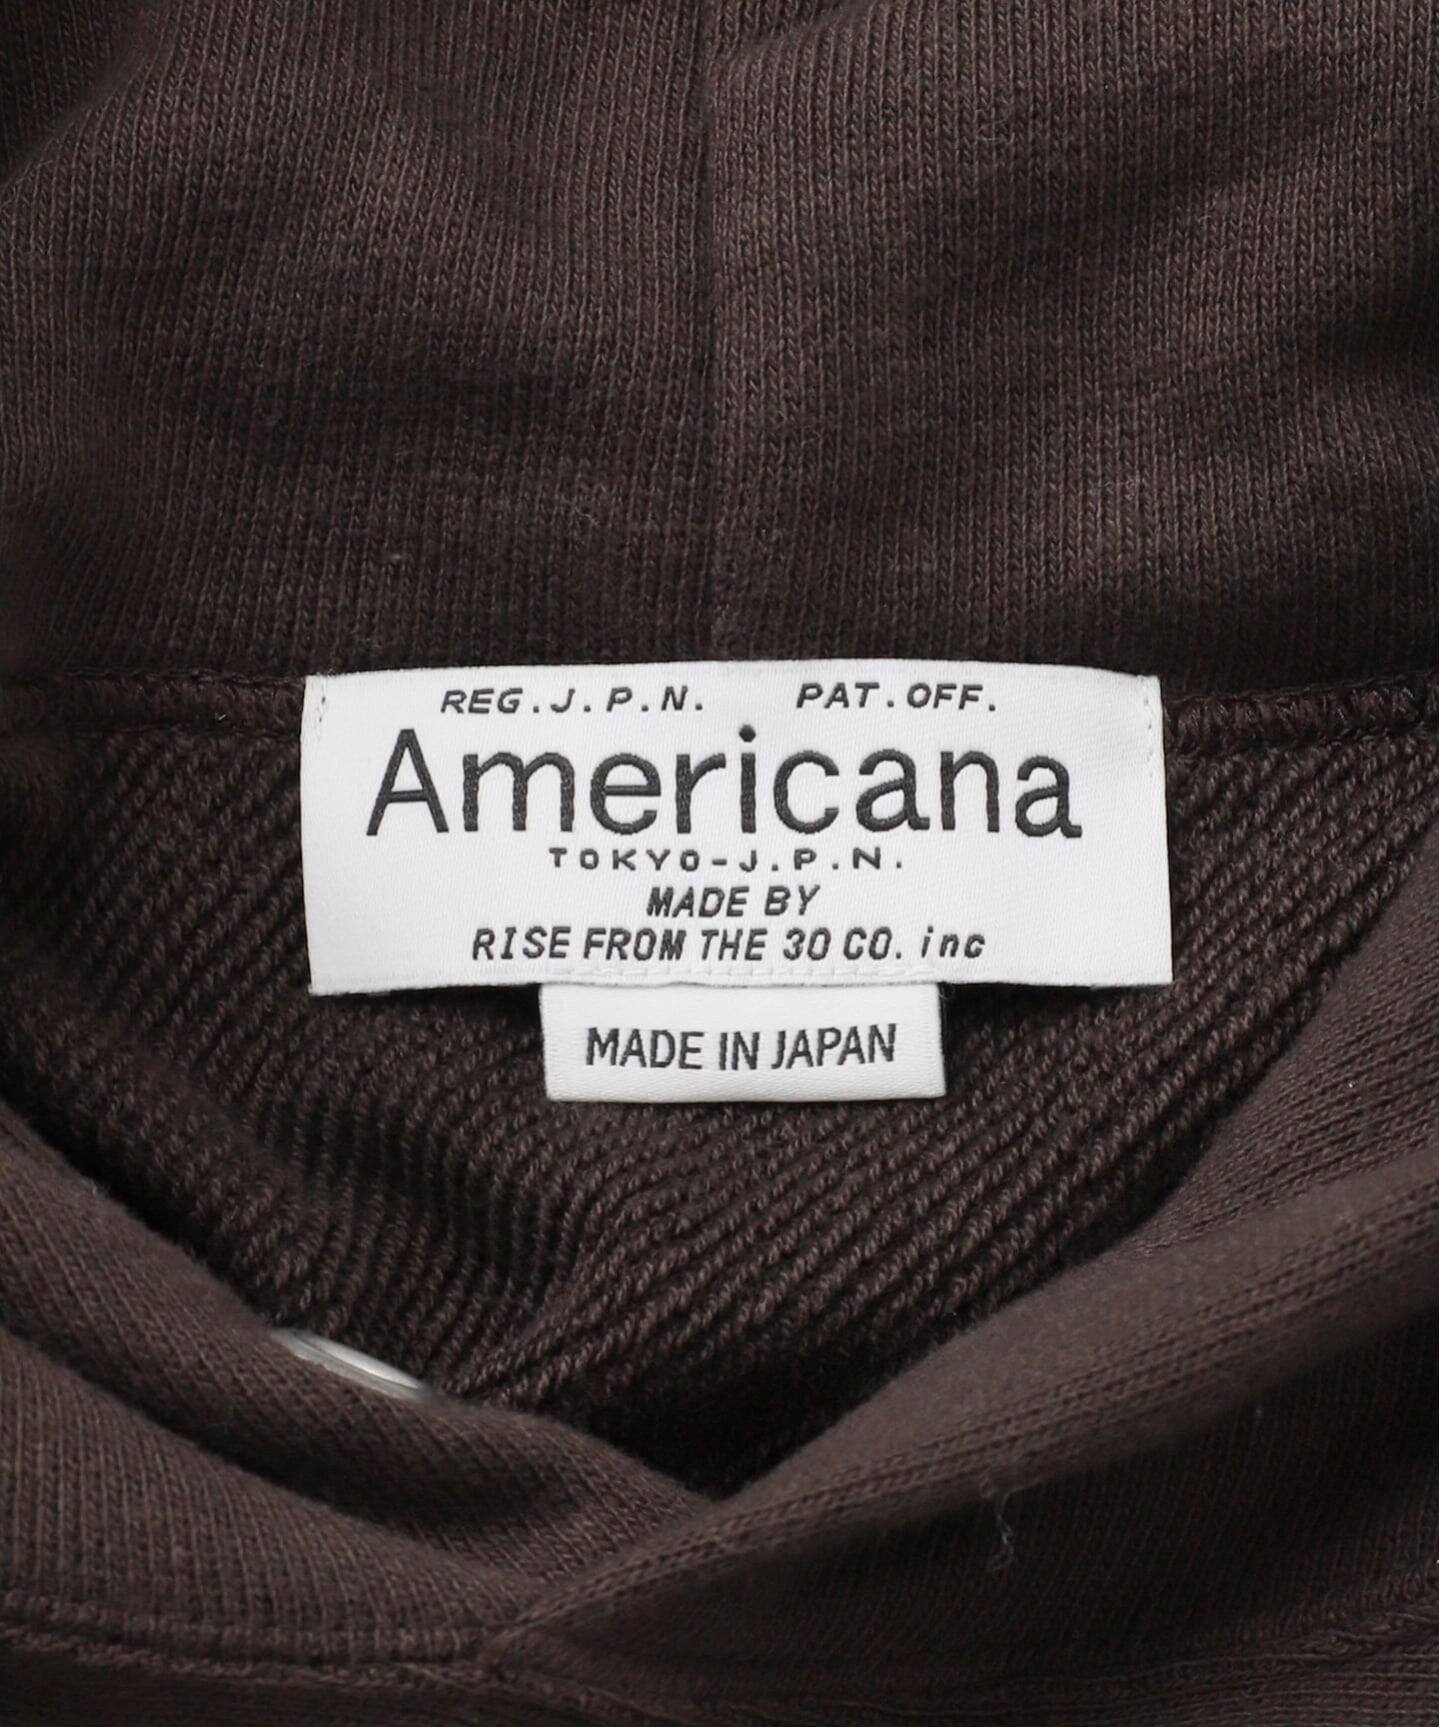 REG.J.P.N. PAT.OFF.
Americana
TOKYO-J.P.N.
MADE BY
RISE FROM THE 30 CO. inc
MADE IN JAPAN